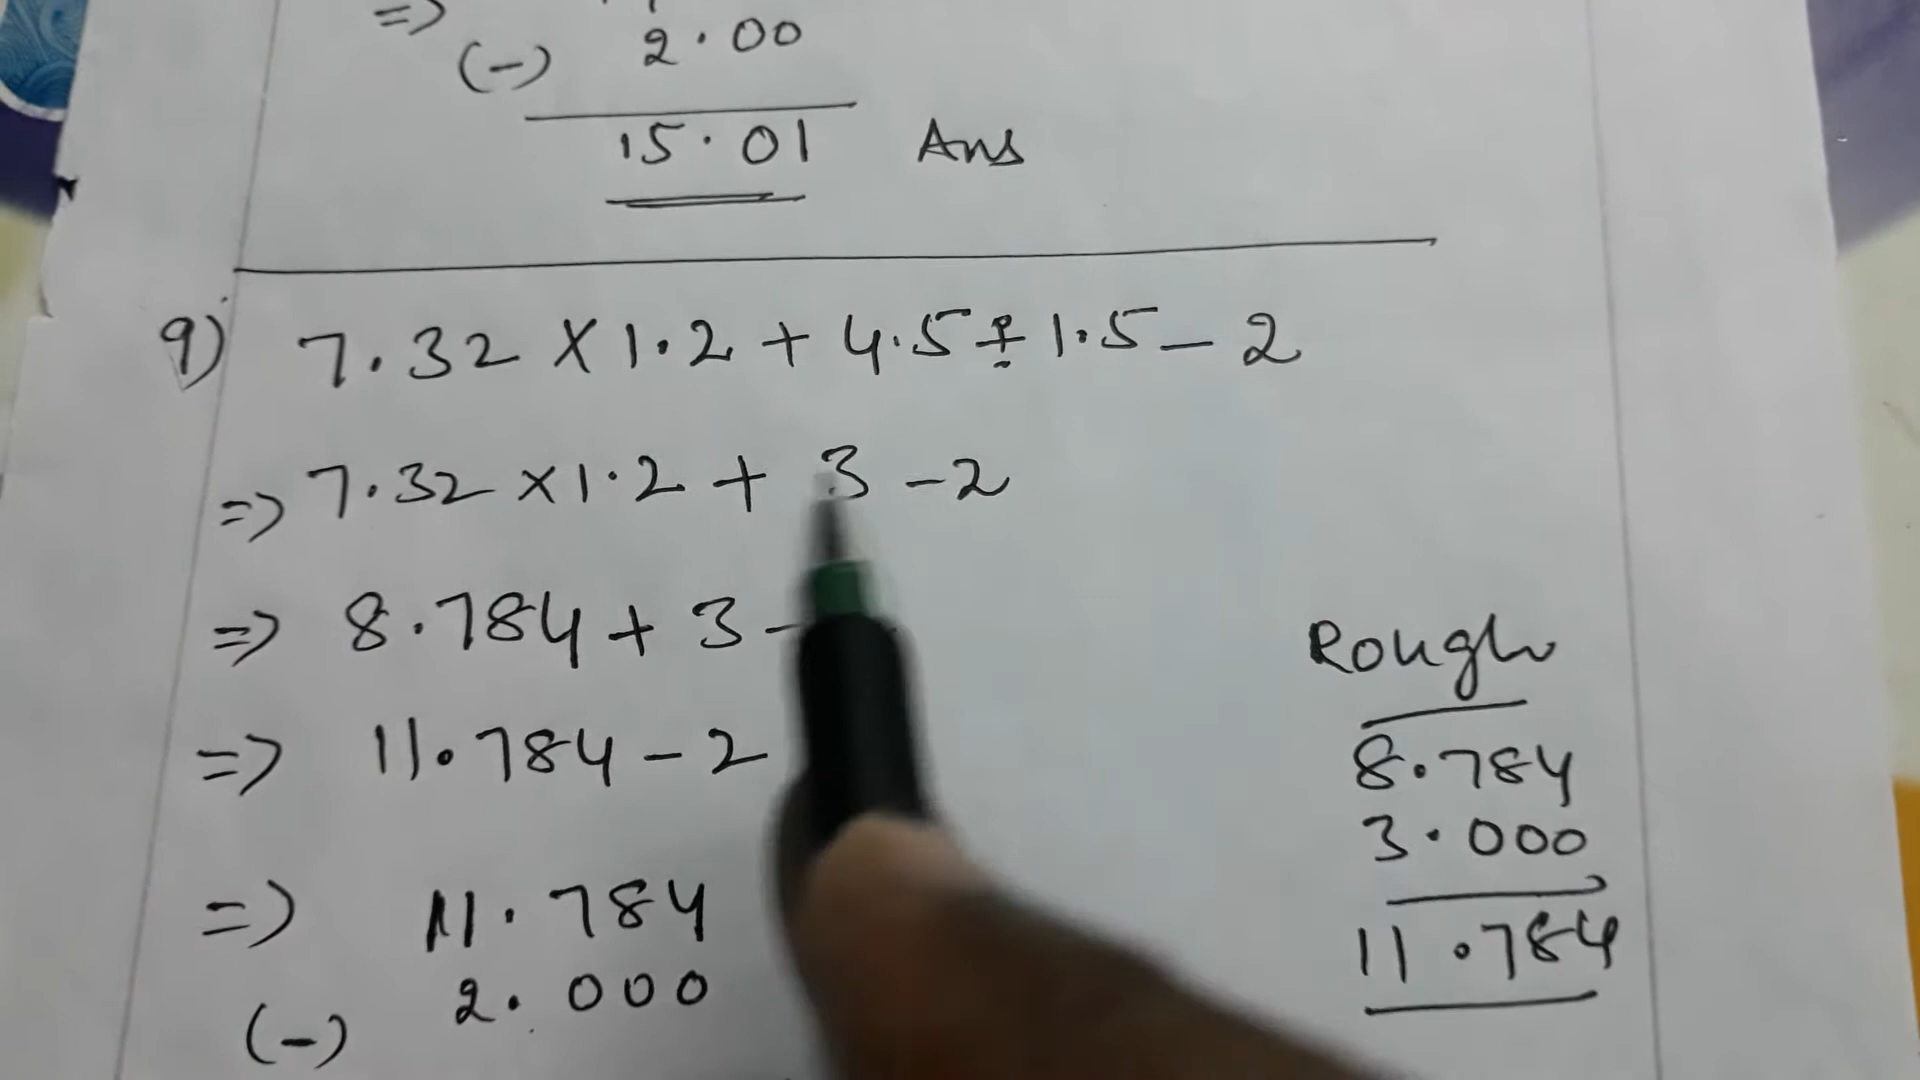 =>
(-) 2.00
15.01 Ans
9) 7.32 × 1.2 + 4.5 ÷ 1.5 - 2
=> 7.32 × 1.2 + 3 - 2
=> 8.784 + 3 -
=> 11.784 - 2
=> 11.784
(-) 2.000
Rough
8.784
3.000
11.784